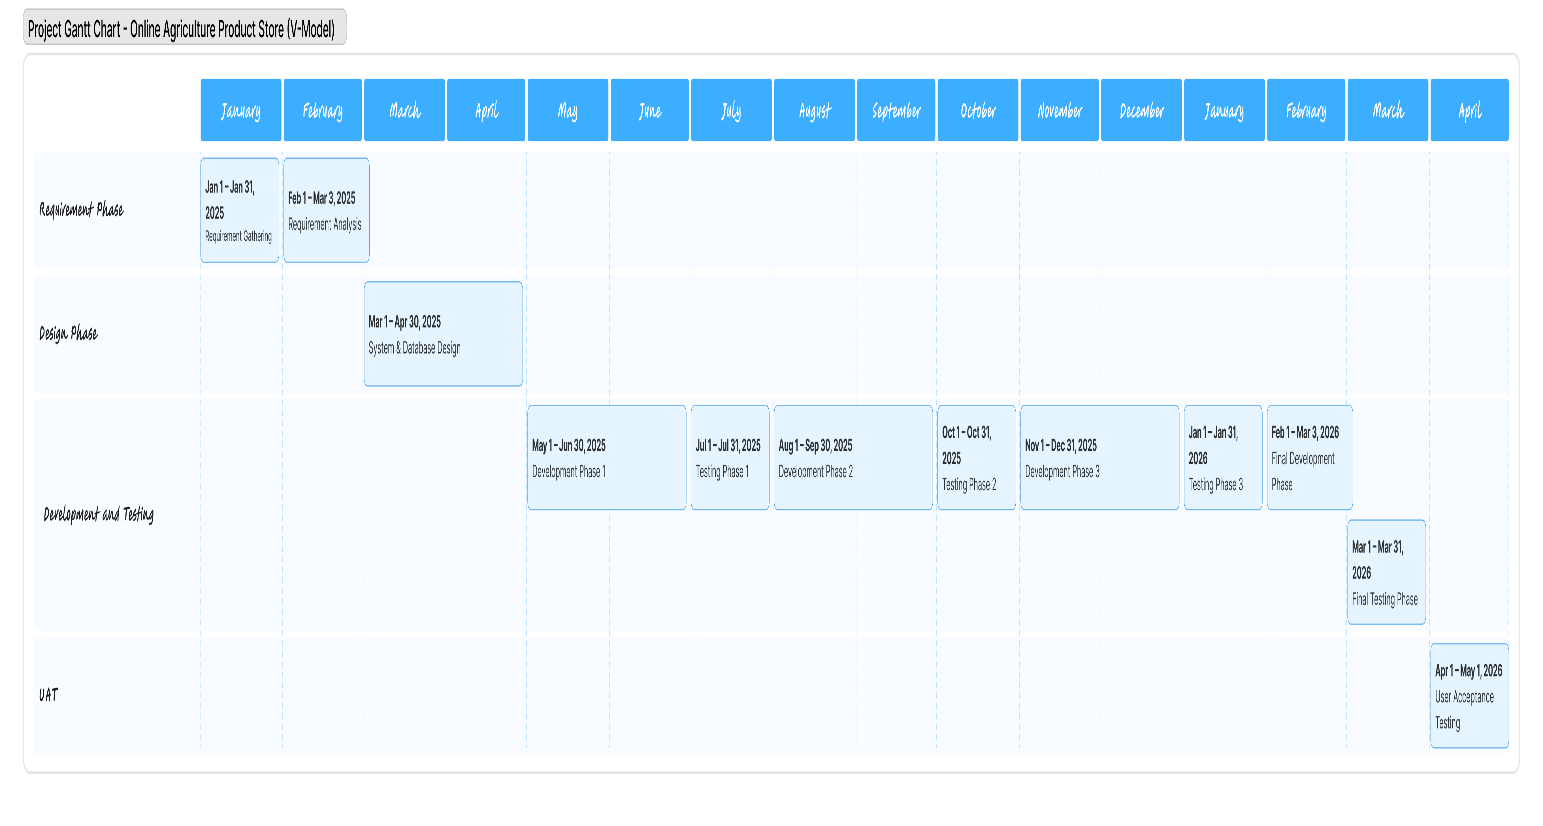 Project Gantt Chart - Online Agriculture Product Store (V-Model)
January February March April May June July August September October November December January February March April
Requirement Phase
Jan 1 - Jan 31,
2025
Requirement Gathering
Feb 1 - Mar 3, 2025
Requirement Analysis
Design Phase
Mar 1 - Apr 30, 2025
System & Database Design
Development and Testing
May 1 - Jun 30, 2025
Development Phase 1
Jul 1 - Jul 31, 2025
Testing Phase 1
Aug 1 - Sep 30, 2025
Development Phase 2
Oct 1 - Oct 31,
2025
Testing Phase 2
Nov 1 - Dec 31, 2025
Development Phase 3
Jan 1 - Jan 31,
2026
Testing Phase 3
Feb 1 - Mar 3, 2026
Final Development
Phase
Mar 1 - Mar 31,
2026
Final Testing Phase
UAT
Apr 1 - May 1, 2026
User Acceptance
Testing